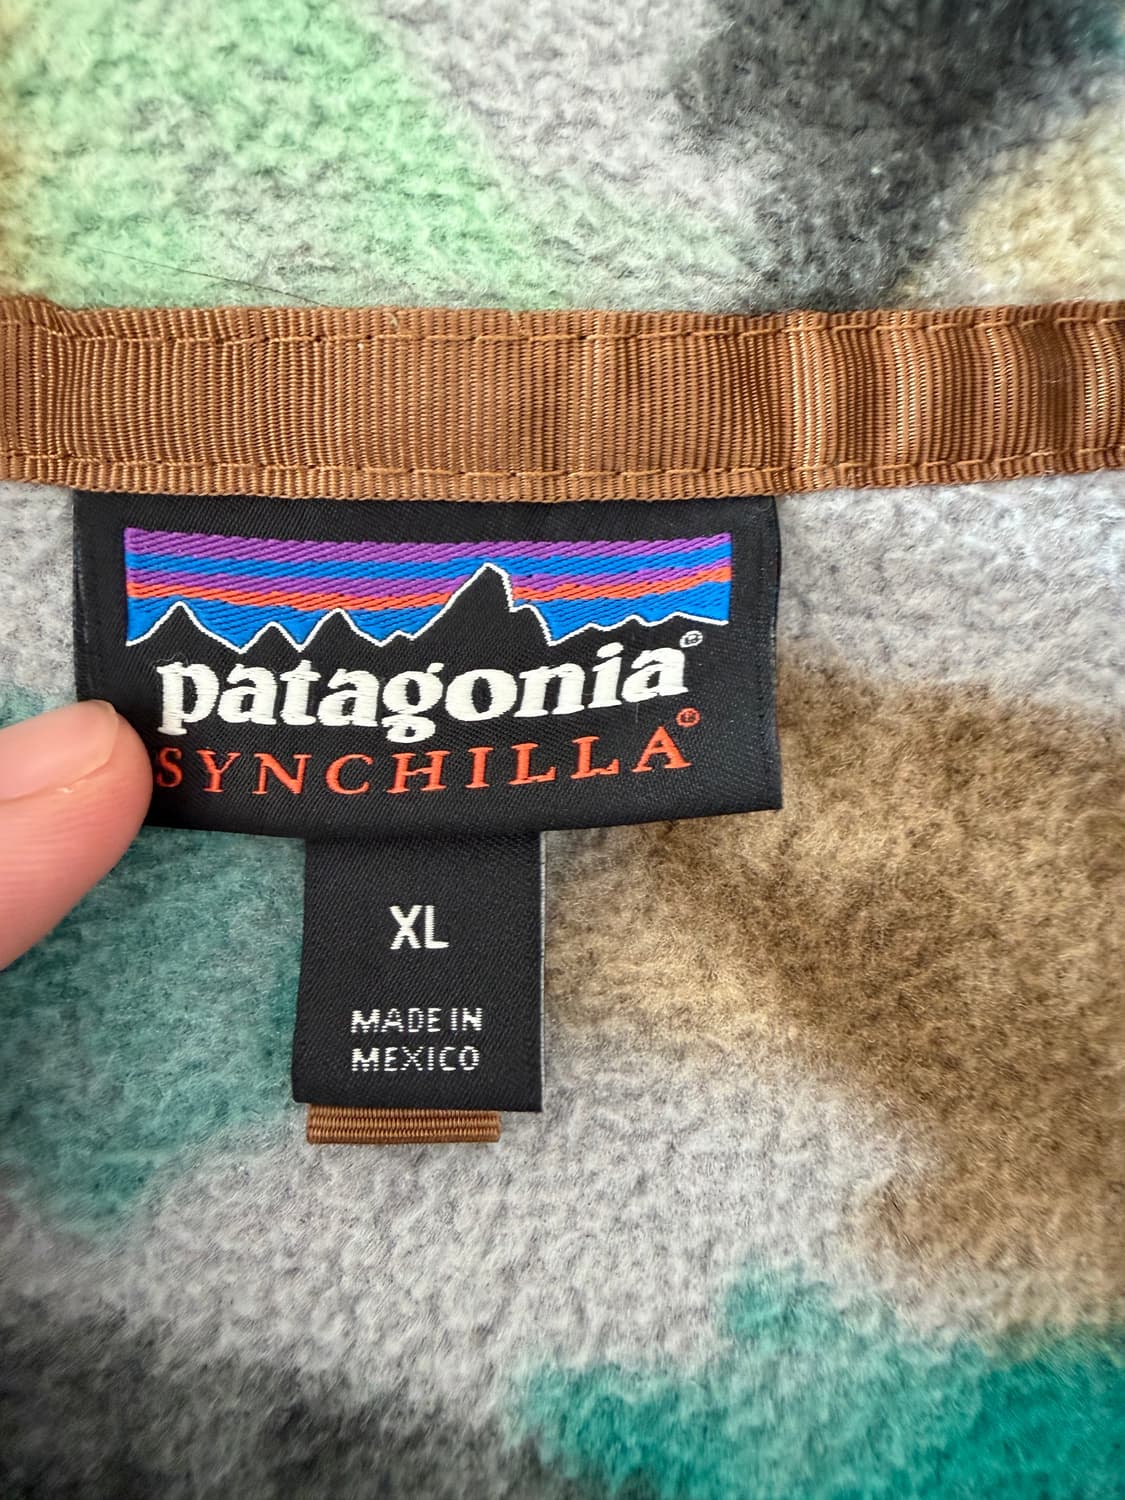 patagonia®
SYNCHILLA®
XL
MADE IN
MEXICO